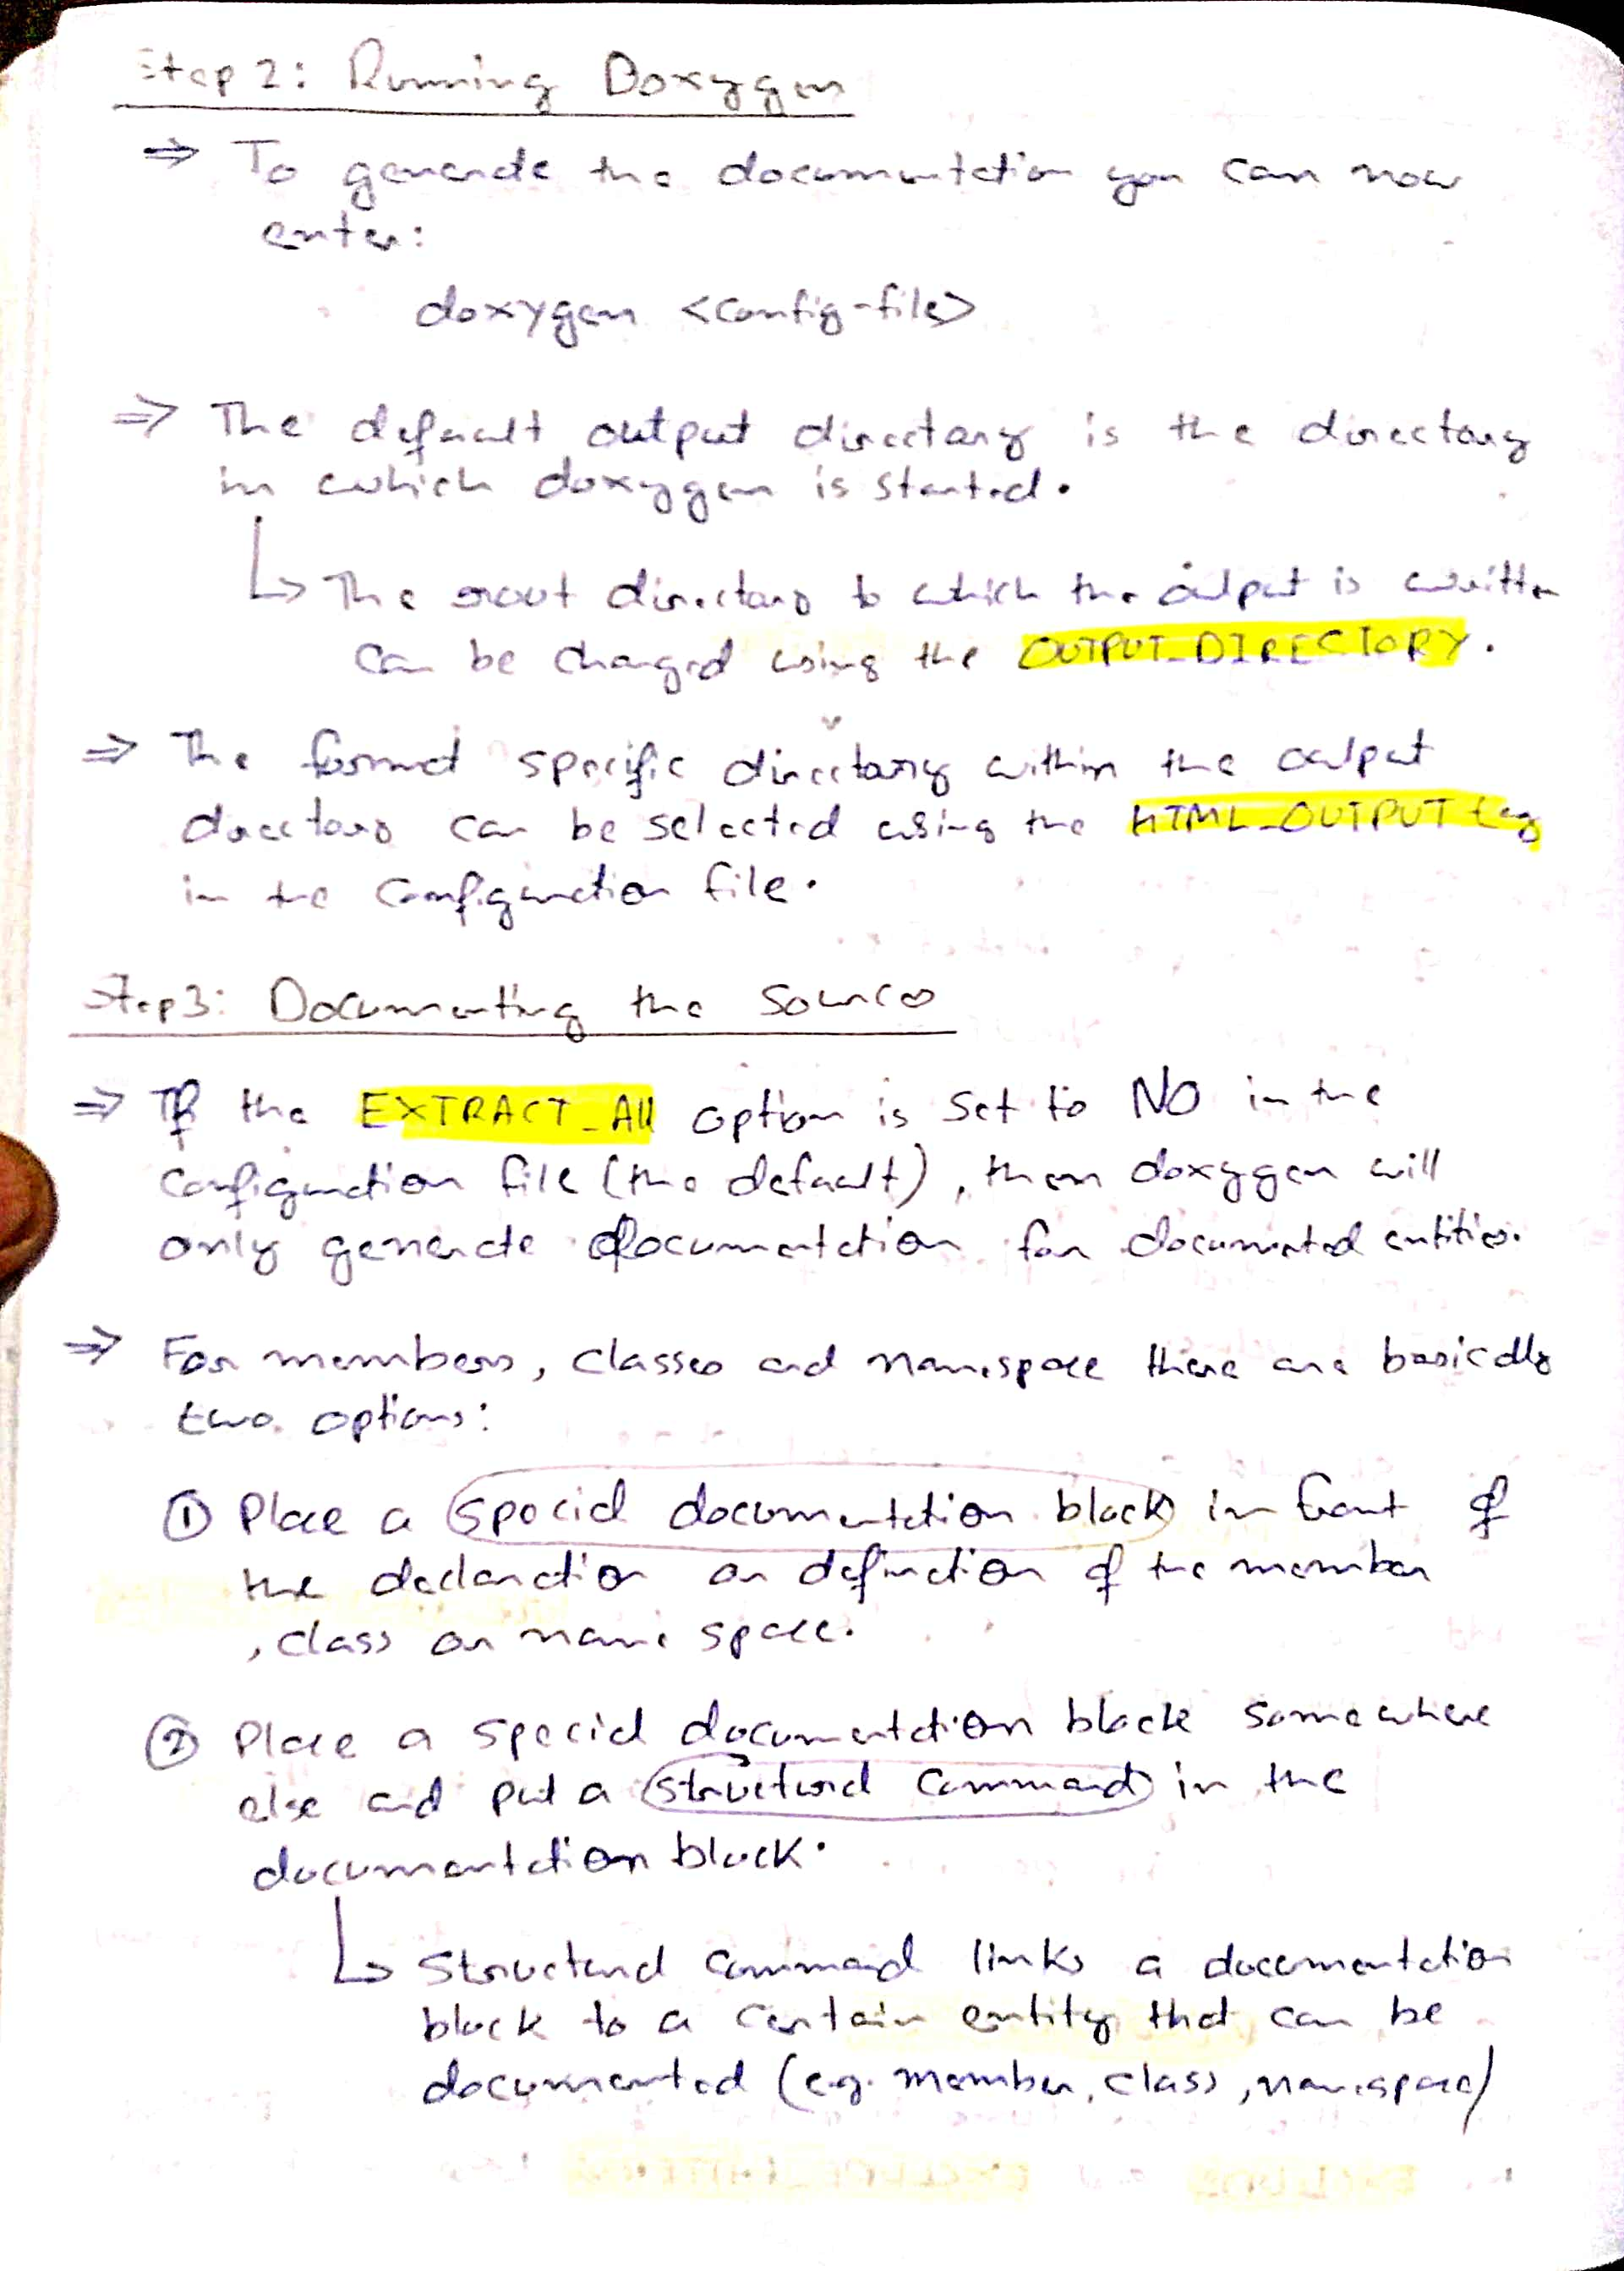 Step 2: Running Doxygen
⇒ To generate the documentation you can now
enter:
doxygen <config-file>
⇒ The default output directory is the directory
in which doxygen is started.
↳ The root directory to which the output is written
can be changed using the OUTPUT_DIRECTORY.
⇒ The format specific directory within the output
directory can be selected using the HTML_OUTPUT tag
in the configuration file.
Step3: Documenting the Sources
⇒ If the EXTRACT_All option is set to NO in the
configuration file (the default), then doxygen will
only generate documentation for documented entities.
⇒ For members, classes and namespace there are basically
two options:
① Place a special documentation block in front of
the declaration or definition of the member
, class or name space.
② Place a special documentation block somewhere
else and put a structural command in the
documentation block.
↳ Structural command links a documentation
block to a certain entity that can be
documented (e.g. member, class, namespace)